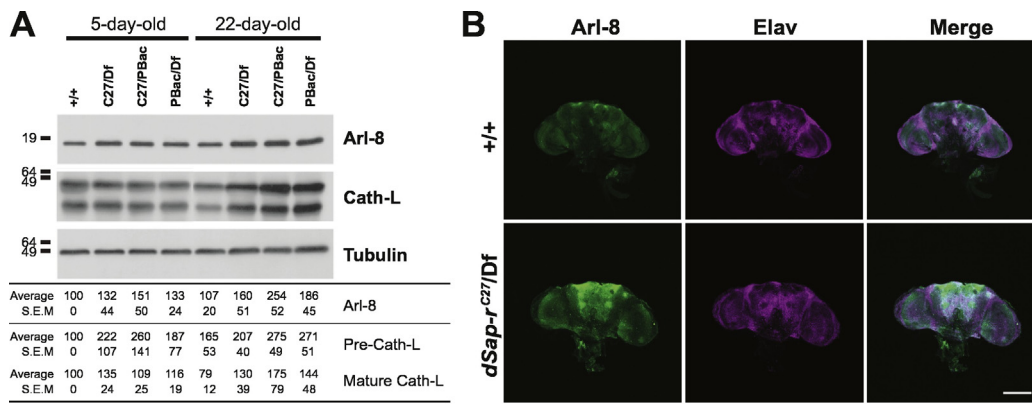 A
5-day-old 22-day-old
+/+ C27/Df C27/PBac PBac/Df +/+ C27/Df C27/PBac PBac/Df
19
Arl-8
64
49
Cath-L
64
49
Tubulin
Average 100 132 151 133 107 160 254 186
S.E.M 0 44 50 24 20 51 52 45
Arl-8
Average 100 222 260 187 165 207 275 271
S.E.M 0 107 141 77 53 40 49 51
Pre-Cath-L
Average 100 135 109 116 79 130 175 144
S.E.M 0 24 25 19 12 39 79 48
Mature Cath-L
B
Arl-8 Elav Merge
+/+
dSap-r^C27/Df